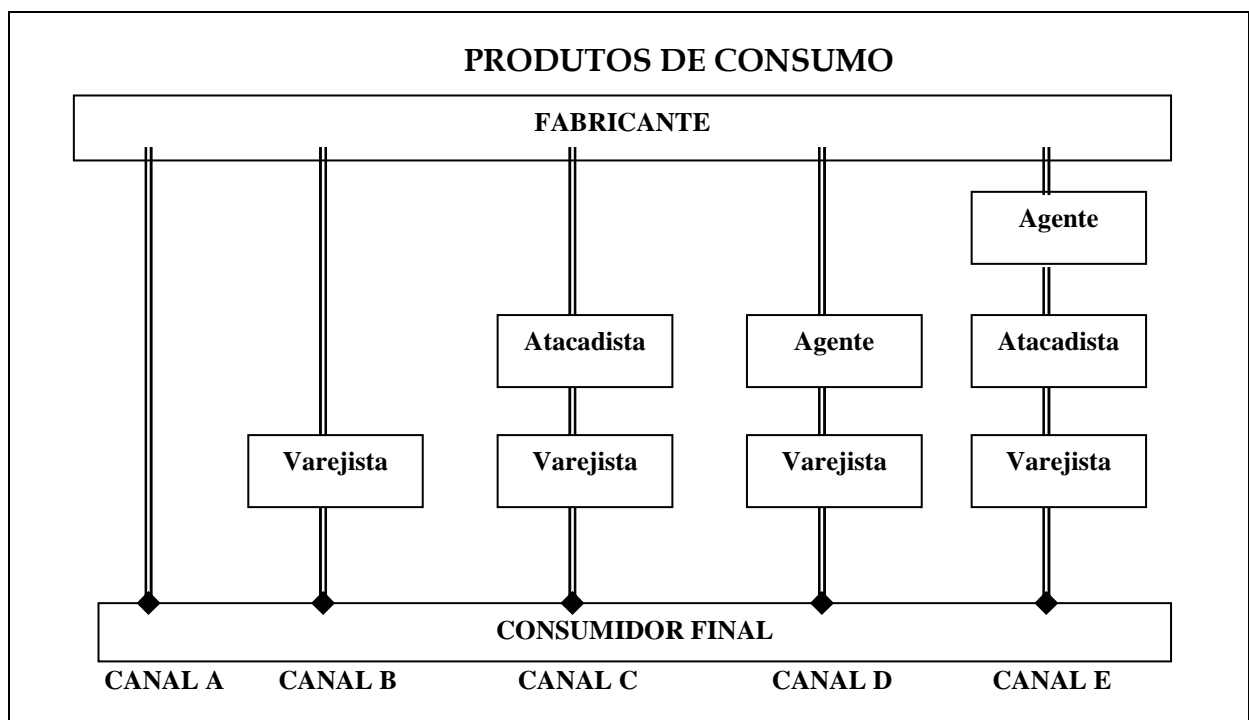 PRODUTOS DE CONSUMO
FABRICANTE
Agente
Atacadista Agente Atacadista
Varejista Varejista Varejista Varejista
CONSUMIDOR FINAL
CANAL A CANAL B CANAL C CANAL D CANAL E